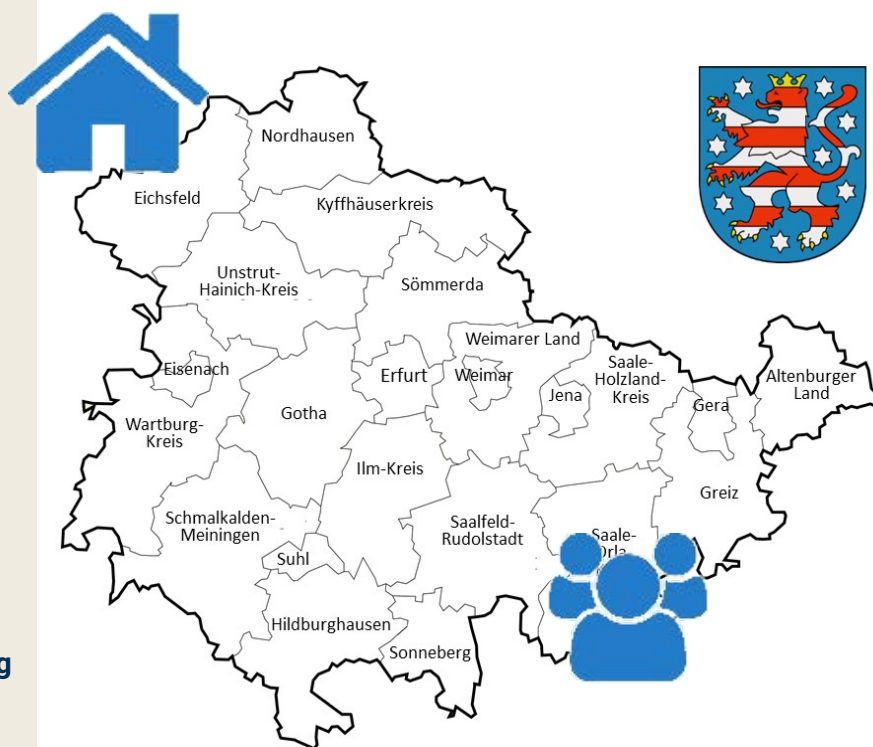 Nordhausen
Eichsfeld
Kyffhäuserkreis
Unstrut-
Hainich-Kreis
Sömmerda
Weimarer Land
Eisenach
Erfurt
Weimar
Saale-
Holzland-
Kreis
Altenburger
Land
Jena
Gera
Gotha
Wartburg-
Kreis
Ilm-Kreis
Greiz
Schmalkalden-
Meiningen
Saalfeld-
Rudolstadt
Saale-
Orla
Suhl
Hildburghausen
Sonneberg
g